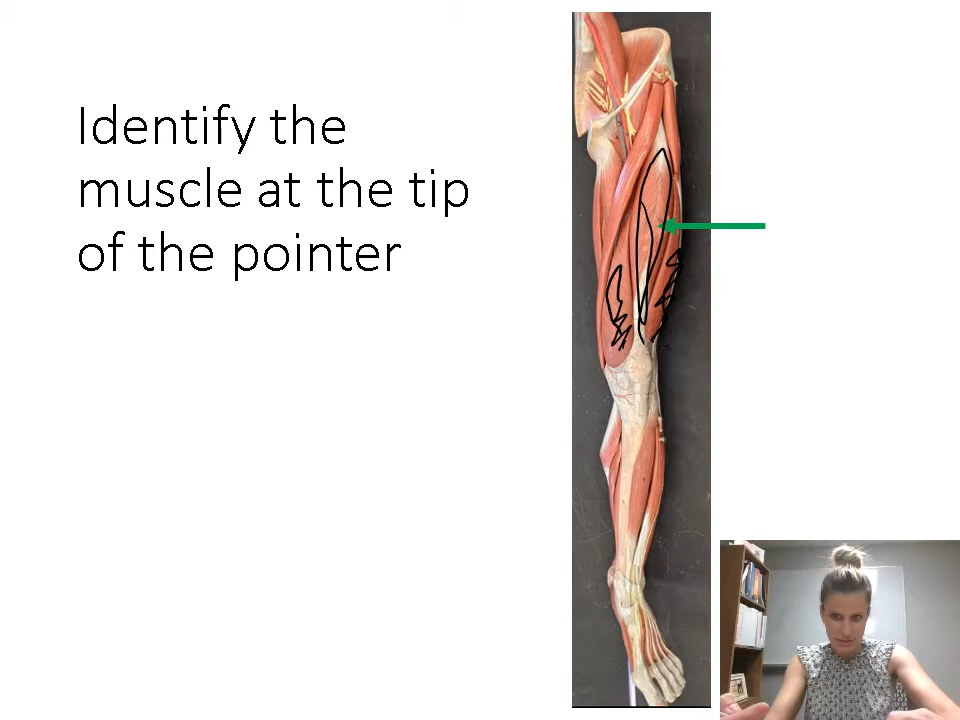 Identify the
muscle at the tip
of the pointer